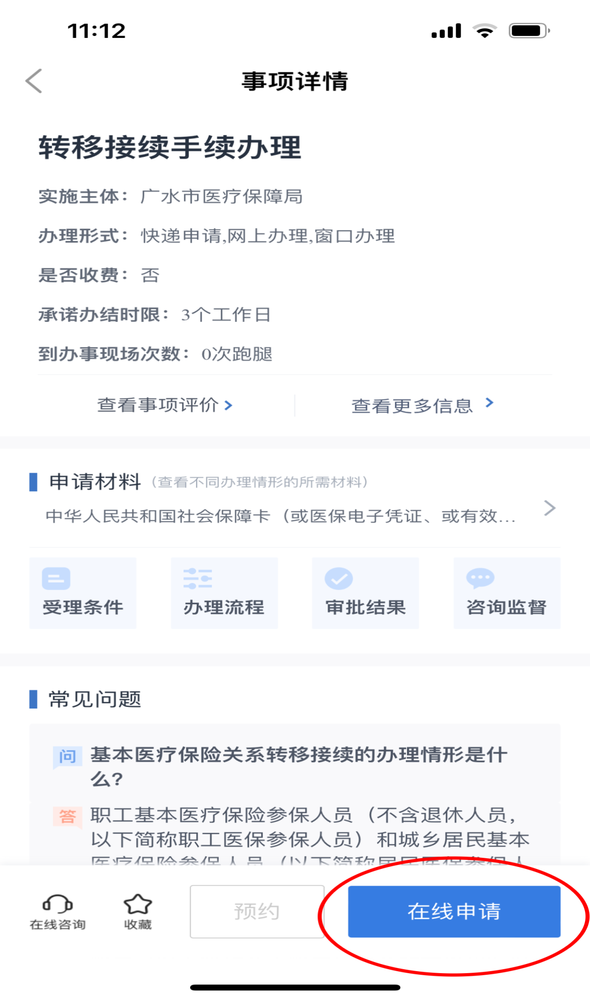 11:12
事项详情
转移接续手续办理
实施主体：广水市医疗保障局
办理形式：快递申请,网上办理,窗口办理
是否收费：否
承诺办结时限：3个工作日
到办事现场次数：0次跑腿
查看事项评价
查看更多信息
申请材料（查看不同办理情形的所需材料）
中华人民共和国社会保障卡（或医保电子凭证、或有效...
受理条件
办理流程
审批结果
咨询监督
常见问题
问 基本医疗保险关系转移接续的办理情形是什
么?
答 职工基本医疗保险参保人员（不含退休人员，
以下简称职工医保参保人员）和城乡居民基本
医疗保险参保人员（以下简称居民医保参保人
在线咨询
收藏
预约
在线申请